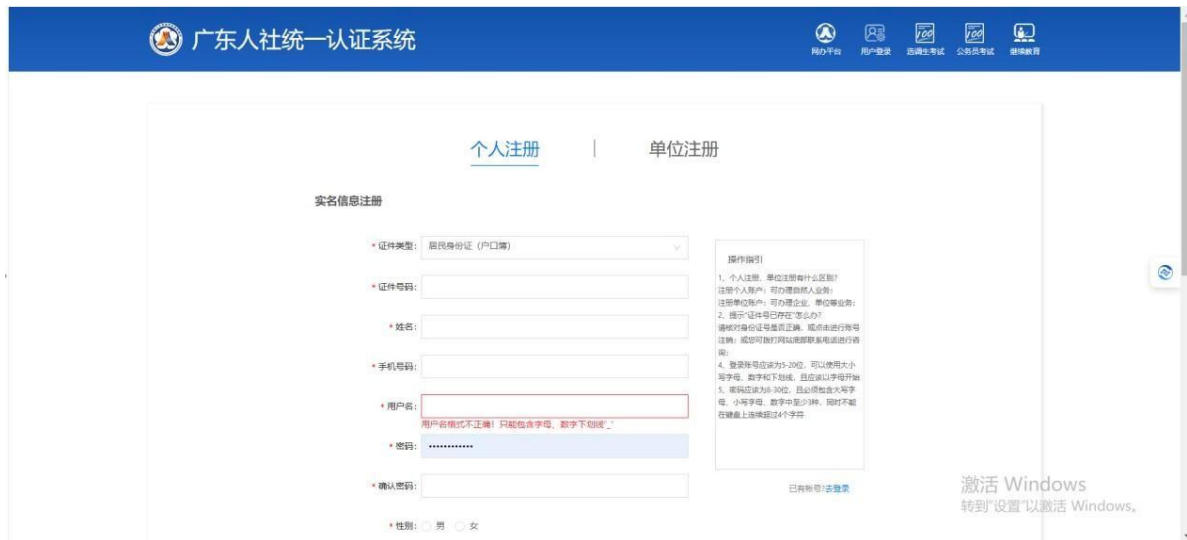 广东人社统一认证系统
网办平台 用户登录 选调生考试 公务员考试 继续教育
个人注册 | 单位注册
实名信息注册
* 证件类型: 居民身份证（户口簿）
* 证件号码:
* 姓名:
* 手机号码:
* 用户名:
用户名格式不正确！只能包含字母、数字下划线'_'
* 密码: ••••••••••••
* 确认密码:
* 性别: 男 女
操作指引
1、个人注册、单位注册有什么区别?
注册个人账户：可办理自然人业务;
注册单位账户：可办理企业、单位等业务;
2、提示"证件号已存在"怎么办?
请核对身份证号是否正确，或点击进行账号
注销；或您可拨打网站底部联系电话进行咨
询;
4、登录账号应该为5-20位，可以使用大小
写字母、数字和下划线，且应该以字母开始
5、密码应该为8-30位，且必须包含大写字
母、小写字母、数字中至少3种，同时不能
在键盘上连续超过4个字符
已有帐号?去登录
激活 Windows
转到"设置"以激活 Windows。